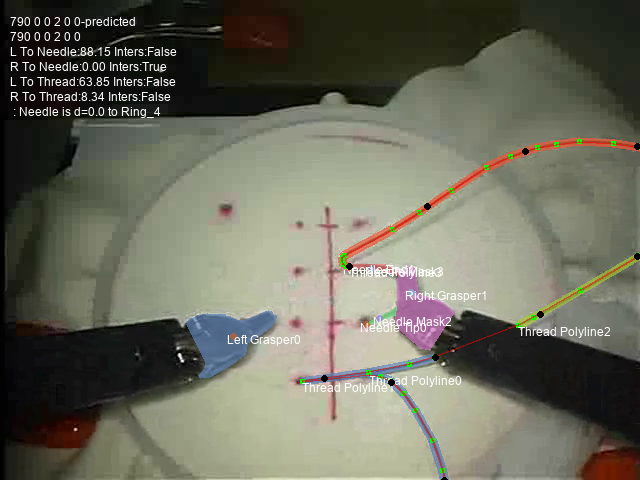 790 0 0 2 0 0-predicted
790 0 0 2 0 0
L To Needle:88.15 Inters:False
R To Needle:0.00 Inters:True
L To Thread:63.85 Inters:False
R To Thread:8.34 Inters:False
: Needle is d=0.0 to Ring_4
Right Grasper1
Needle Mask2
Needle Tip0
Thread Polyline2
Left Grasper0
Thread Polyline Thread Polyline0